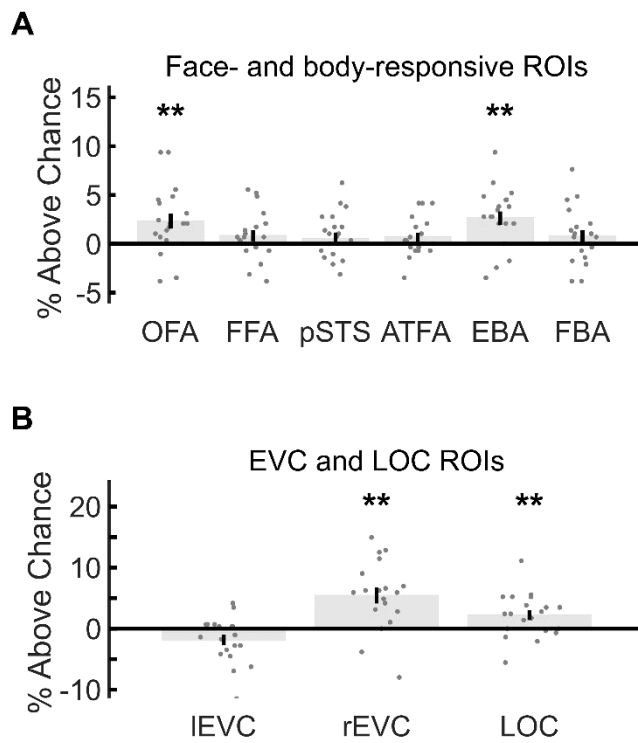 A
Face- and body-responsive ROIs
** **
% Above Chance
15
10
5
0
-5
OFA FFA pSTS ATFA EBA FBA
B
EVC and LOC ROIs
** **
% Above Chance
20
10
0
-10
lEVC rEVC LOC